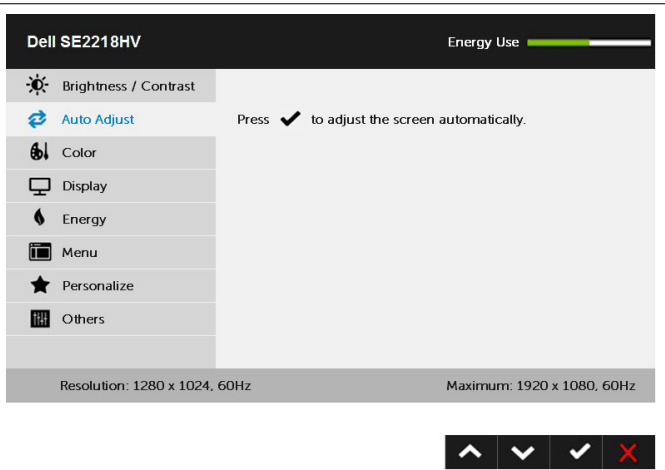 Dell SE2218HV
Energy Use
Brightness / Contrast
Auto Adjust
Press ✔ to adjust the screen automatically.
Color
Display
Energy
Menu
Personalize
Others
Resolution: 1280 x 1024, 60Hz
Maximum: 1920 x 1080, 60Hz